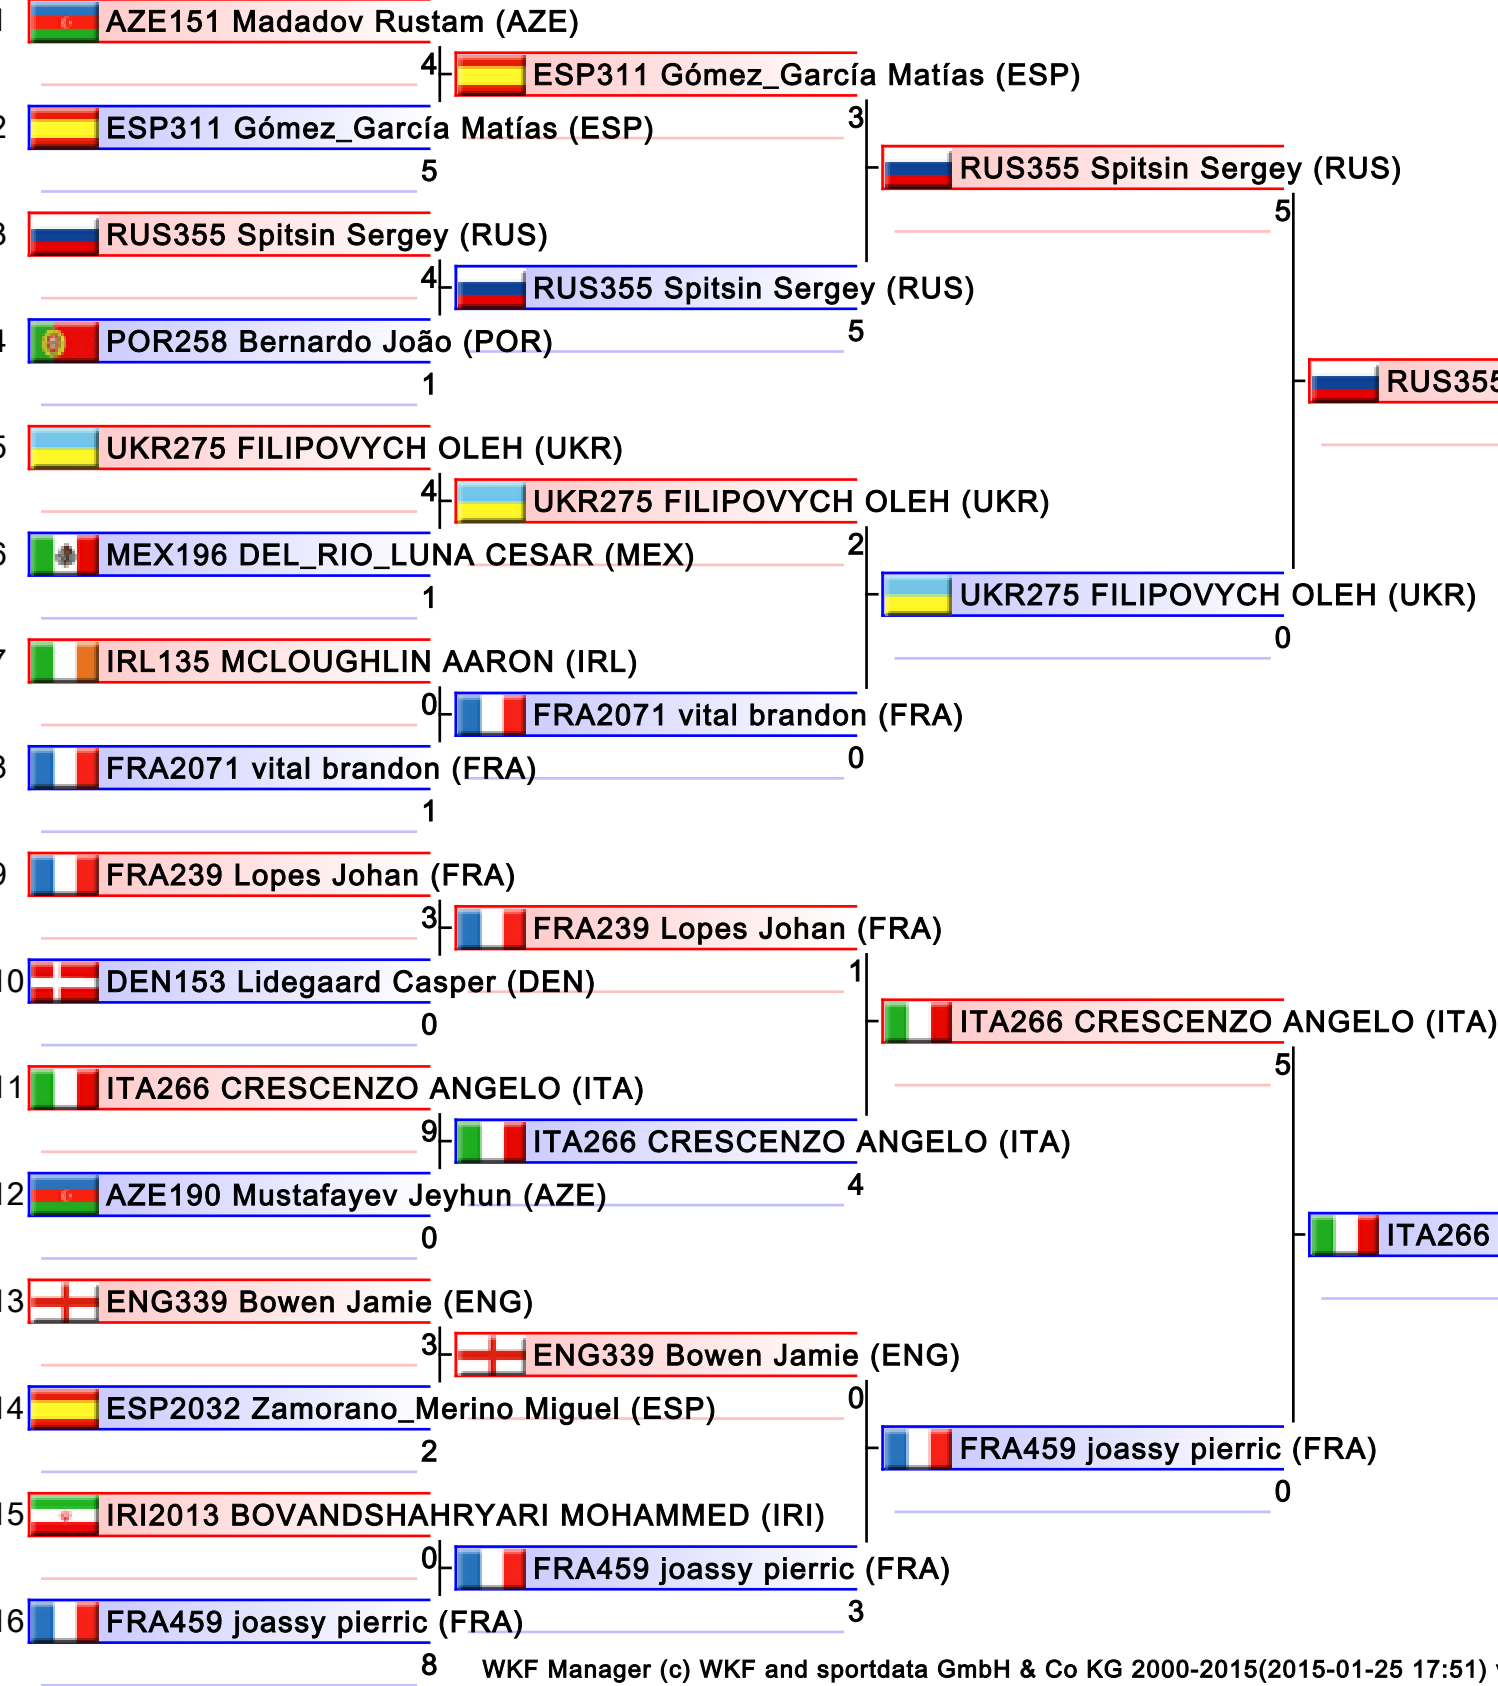 1 AZE151 Madadov Rustam (AZE)
4
ESP311 Gómez_García Matías (ESP)
3
2 ESP311 Gómez_García Matías (ESP)
5
RUS355 Spitsin Sergey (RUS)
5
3 RUS355 Spitsin Sergey (RUS)
4
RUS355 Spitsin Sergey (RUS)
5
4 POR258 Bernardo João (POR)
1
RUS355
5 UKR275 FILIPOVYCH OLEH (UKR)
4
UKR275 FILIPOVYCH OLEH (UKR)
2
6 MEX196 DEL_RIO_LUNA CESAR (MEX)
1
UKR275 FILIPOVYCH OLEH (UKR)
0
7 IRL135 MCLOUGHLIN AARON (IRL)
0
FRA2071 vital brandon (FRA)
0
8 FRA2071 vital brandon (FRA)
1
9 FRA239 Lopes Johan (FRA)
3
FRA239 Lopes Johan (FRA)
1
10 DEN153 Lidegaard Casper (DEN)
0
ITA266 CRESCENZO ANGELO (ITA)
5
11 ITA266 CRESCENZO ANGELO (ITA)
9
ITA266 CRESCENZO ANGELO (ITA)
4
12 AZE190 Mustafayev Jeyhun (AZE)
0
ITA266
13 ENG339 Bowen Jamie (ENG)
3
ENG339 Bowen Jamie (ENG)
0
14 ESP2032 Zamorano_Merino Miguel (ESP)
2
FRA459 joassy pierric (FRA)
0
15 IRI2013 BOVANDSHAHRYARI MOHAMMED (IRI)
0
FRA459 joassy pierric (FRA)
3
16 FRA459 joassy pierric (FRA)
8
WKF Manager (c) WKF and sportdata GmbH & Co KG 2000-2015(2015-01-25 17:51)